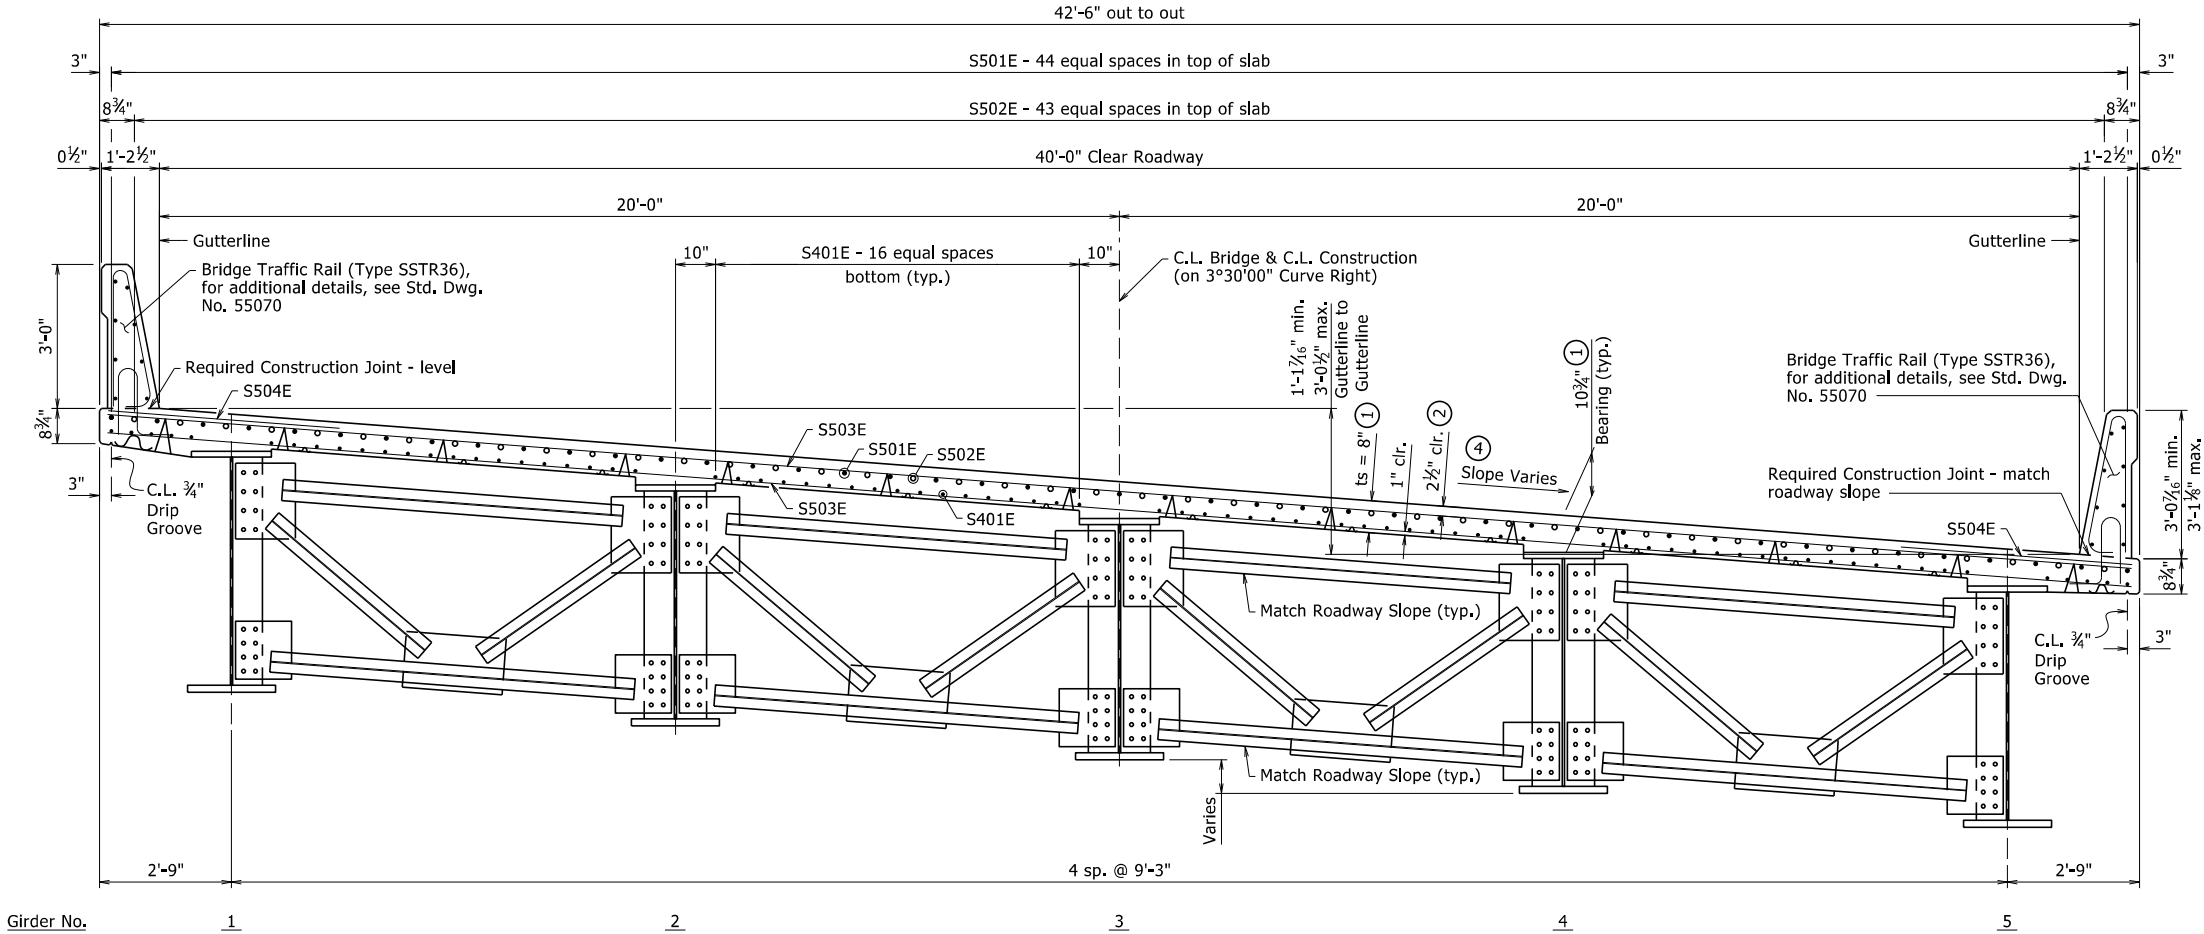 42'-6" out to out
3"
S501E - 44 equal spaces in top of slab
3"
8¾"
S502E - 43 equal spaces in top of slab
8¾"
0½"
1'-2½"
40'-0" Clear Roadway
1'-2½"
0½"
20'-0"
20'-0"
Gutterline
Gutterline
10"
S401E - 16 equal spaces
bottom (typ.)
10"
C.L. Bridge & C.L. Construction
(on 3°30'00" Curve Right)
Bridge Traffic Rail (Type SSTR36),
for additional details, see Std. Dwg.
No. 55070
3'-0"
1'-1⁷⁄₁₆" min.
3'-0½" max.
Gutterline to
Gutterline
ts = 8" 1
1" clr.
2½" clr. 2
4
Slope Varies
10¾" 1
Bearing (typ.)
Bridge Traffic Rail (Type SSTR36),
for additional details, see Std. Dwg.
No. 55070
Required Construction Joint - level
S504E
8¾"
S503E
S501E
S502E
S503E
S401E
Required Construction Joint - match
roadway slope
S504E
3'-0⁷⁄₁₆" min.
3'-1⅛" max.
8¾"
3"
C.L. ¾"
Drip
Groove
Match Roadway Slope (typ.)
C.L. ¾"
Drip
Groove
3"
Match Roadway Slope (typ.)
Varies
2'-9"
4 sp. @ 9'-3"
2'-9"
Girder No.
1
2
3
4
5